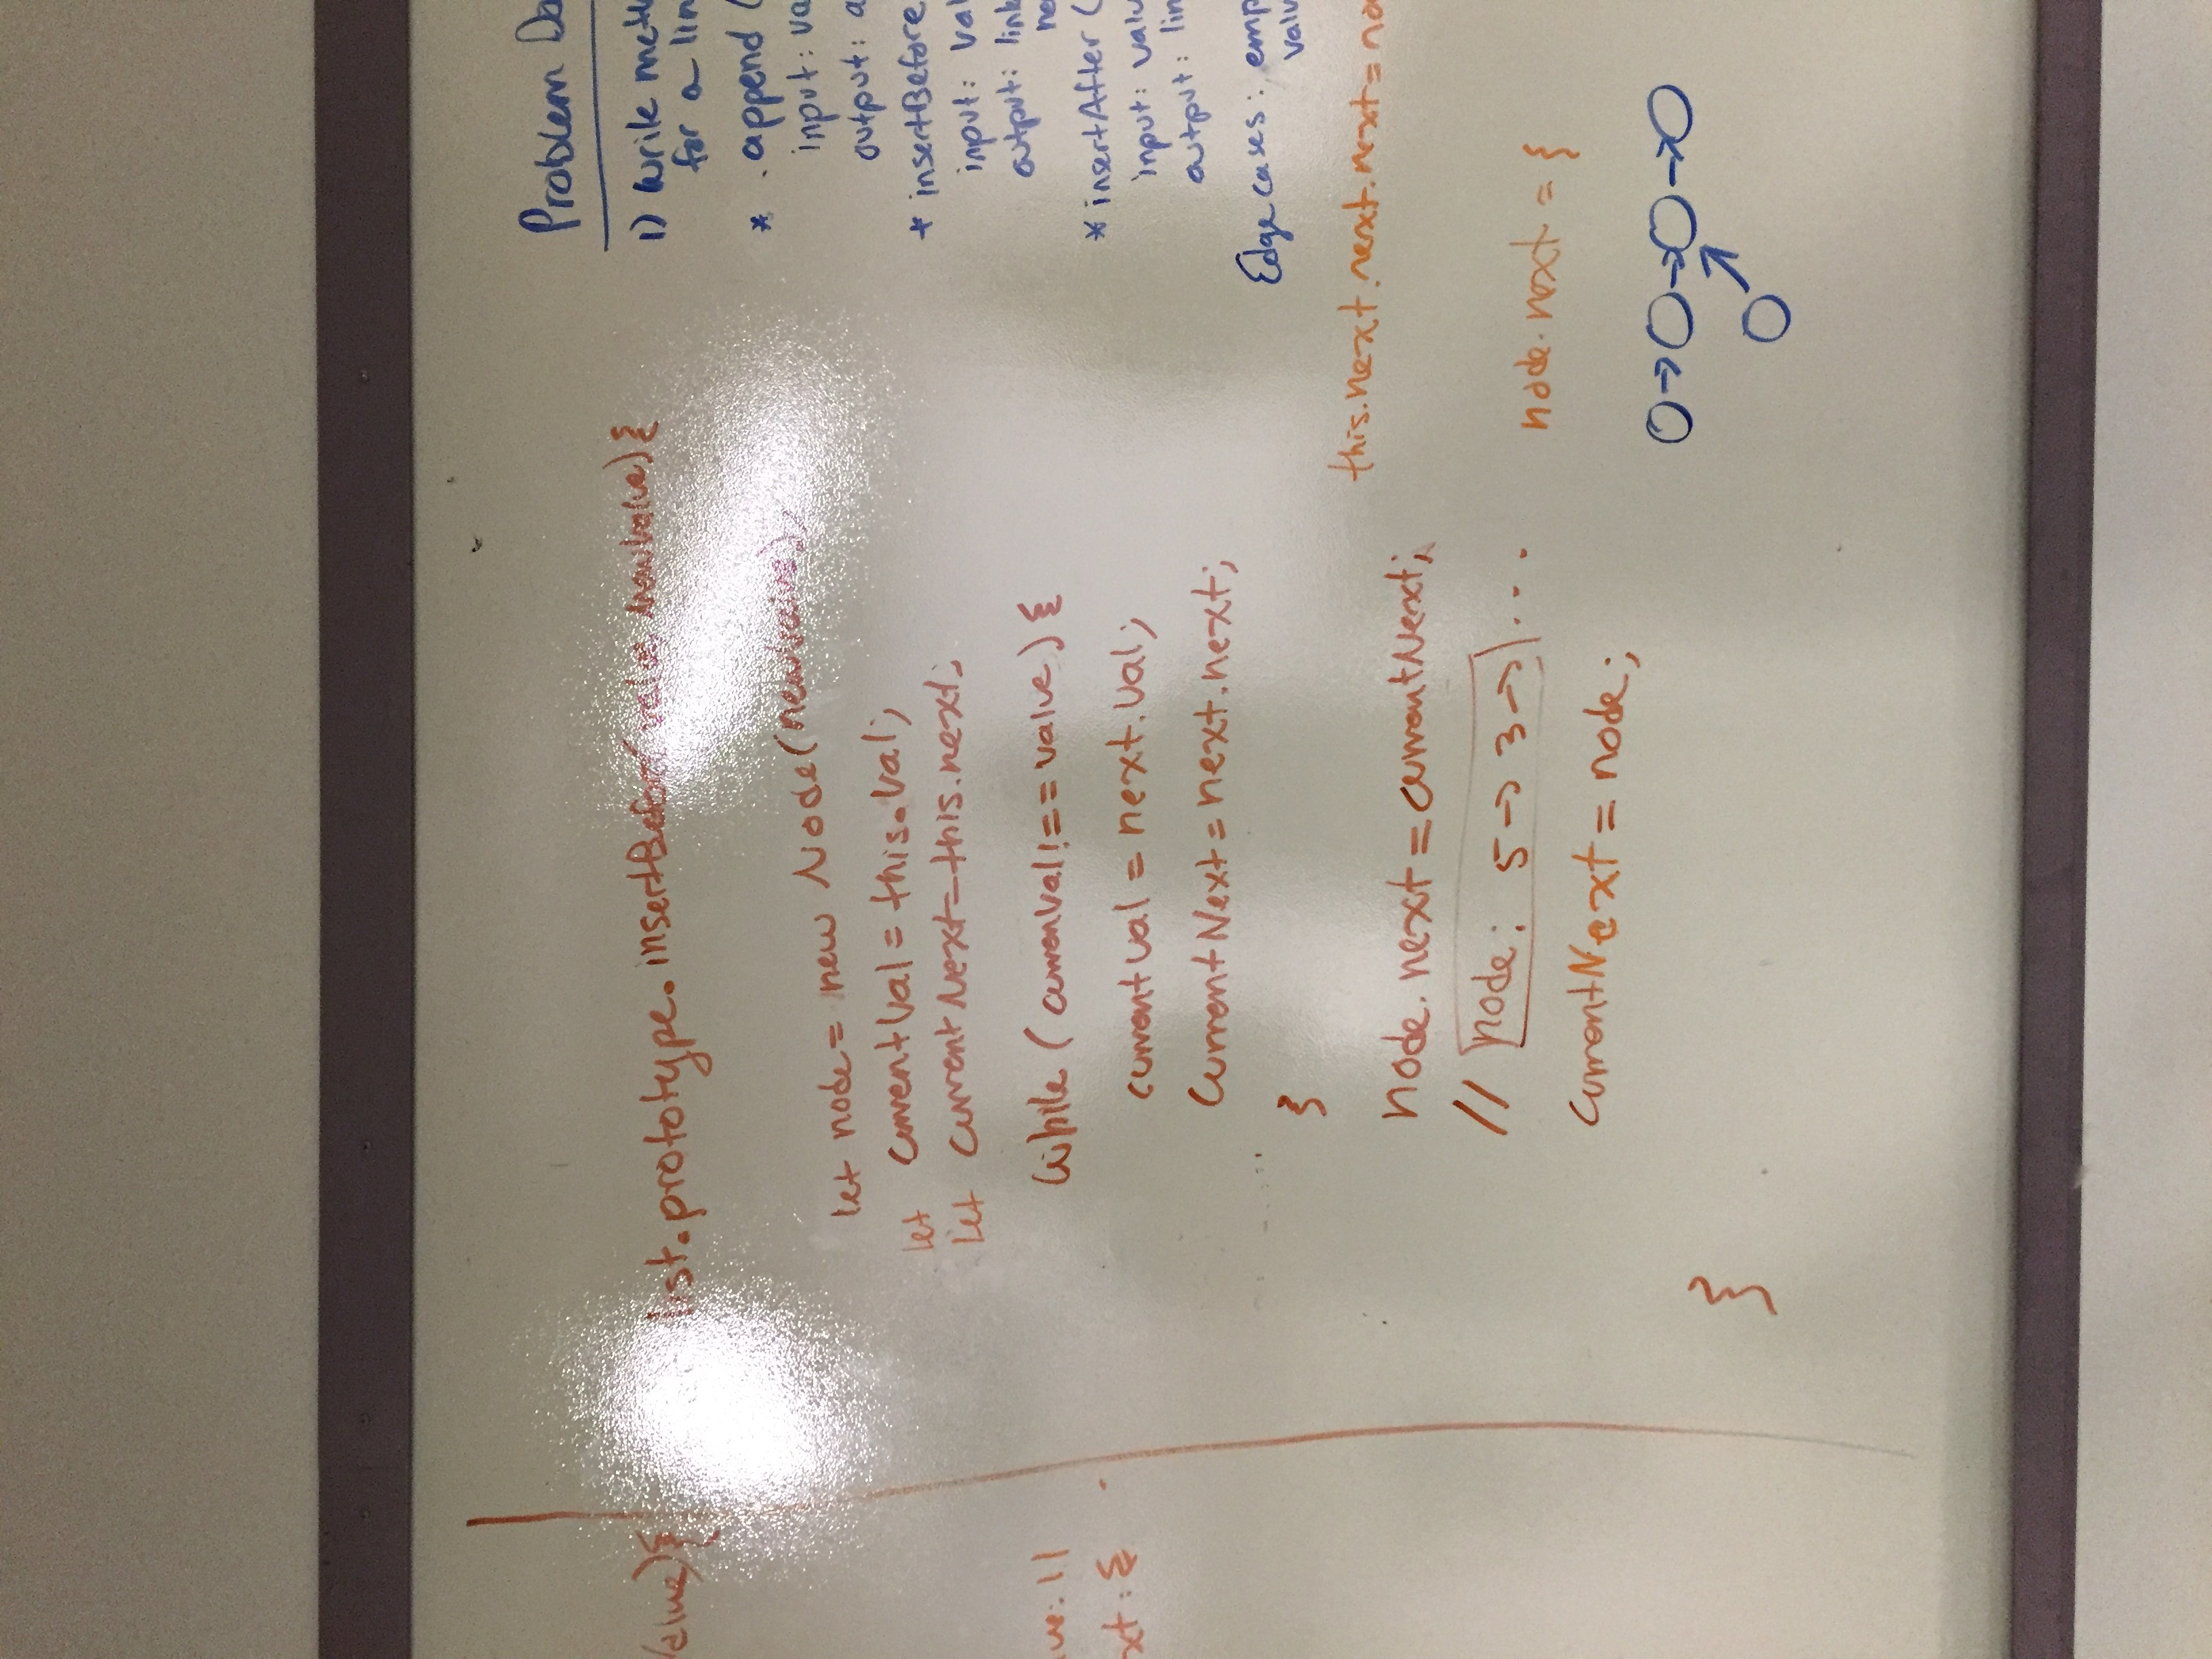 value){
ue: 11
xt: {
list.prototype.insertBefore(value, newvalue){
let node = new Node(newvalue);
let currentVal = this.val;
let currentNext = this.next;
while (currenVal !== value) {
currentval = next.val;
CurrentNext = next.next;
}
node.next = currentNext;
// node: 5 → 3 → ...
currentNext = node;
}
Problem Do
1) Write meth
for a lin
* .append (
input: va
output: a
* insertBefore
input: val
output: link
ne
* insertAfter (
input: valu
output: lin
Edge cases: emp
valu
this.next.next.next = no
node.next = {